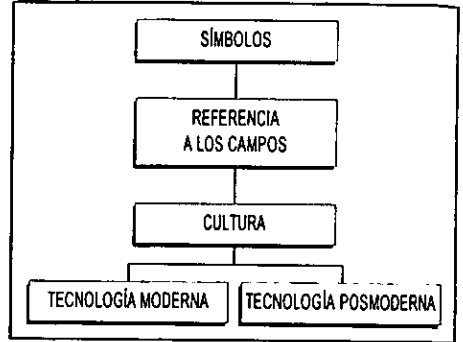 SÍMBOLOS
REFERENCIA
A LOS CAMPOS
CULTURA
TECNOLOGÍA MODERNA
TECNOLOGÍA POSMODERNA